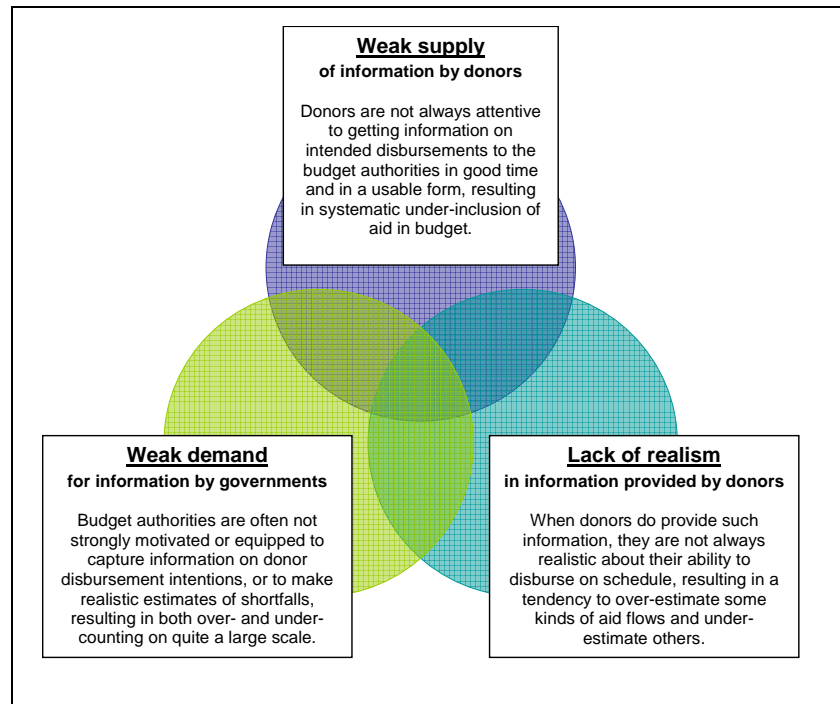 Weak supply
of information by donors
Donors are not always attentive
to getting information on
intended disbursements to the
budget authorities in good time
and in a usable form, resulting
in systematic under-inclusion of
aid in budget.
Weak demand
for information by governments
Budget authorities are often not
strongly motivated or equipped to
capture information on donor
disbursement intentions, or to make
realistic estimates of shortfalls,
resulting in both over- and under-
counting on quite a large scale.
Lack of realism
in information provided by donors
When donors do provide such
information, they are not always
realistic about their ability to
disburse on schedule, resulting in a
tendency to over-estimate some
kinds of aid flows and under-
estimate others.